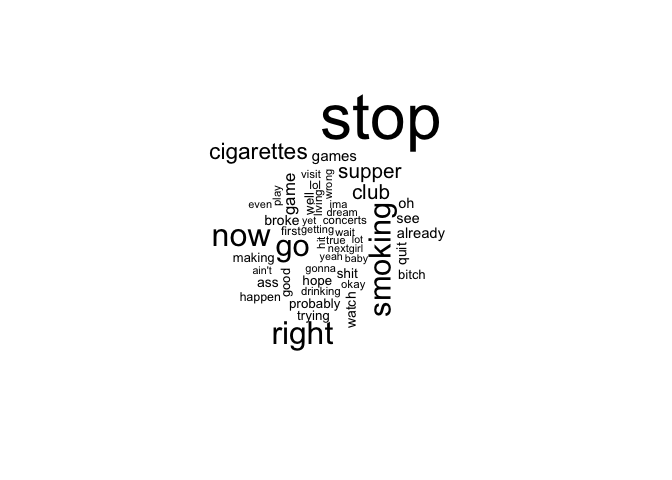 stop
cigarettes games
visit wrong supper
lol
game play well living club
even ima oh
dream see
broke yet concerts
now first getting wait already
go hit true lot smoking quit
nextgirl
making yeah baby
ain't gonna shit bitch
ass good hope okay
drinking
happen probably watch
trying
right